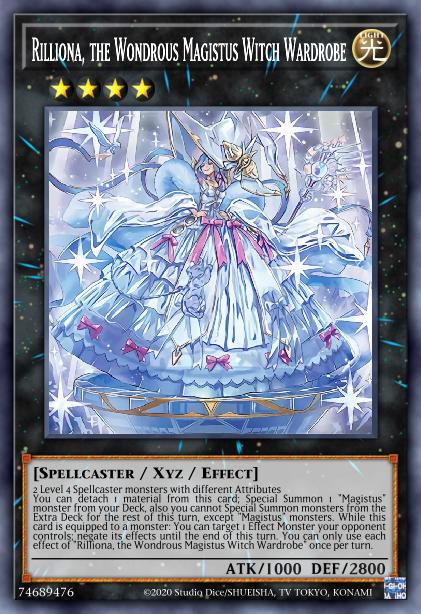 Rilliona, the Wondrous Magistus Witch Wardrobe
LIGHT
光
[Spellcaster / Xyz / Effect]
2 Level 4 Spellcaster monsters with different Attributes
You can detach 1 material from this card; Special Summon 1 "Magistus"
monster from your Deck, also you cannot Special Summon monsters from the
Extra Deck for the rest of this turn, except "Magistus" monsters. While this
card is equipped to a monster: You can target 1 Effect Monster your opponent
controls; negate its effects until the end of this turn. You can only use each
effect of "Rilliona, the Wondrous Magistus Witch Wardrobe" once per turn.
ATK/1000 DEF/2800
74689476
©2020 Studio Dice/SHUEISHA, TV TOKYO, KONAMI